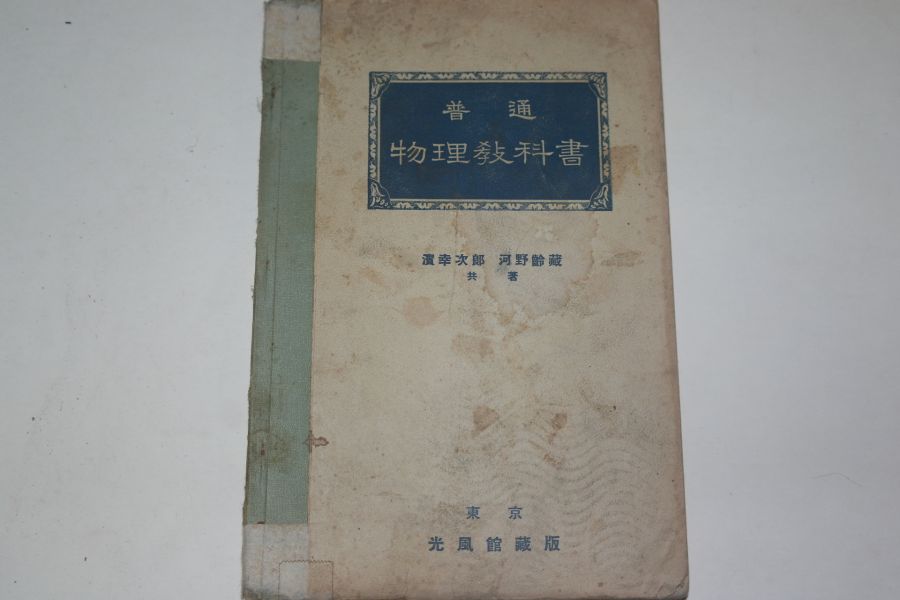 普通
物理敎科書
濱幸次郎 河野齡藏
共著
東京
光風館藏版